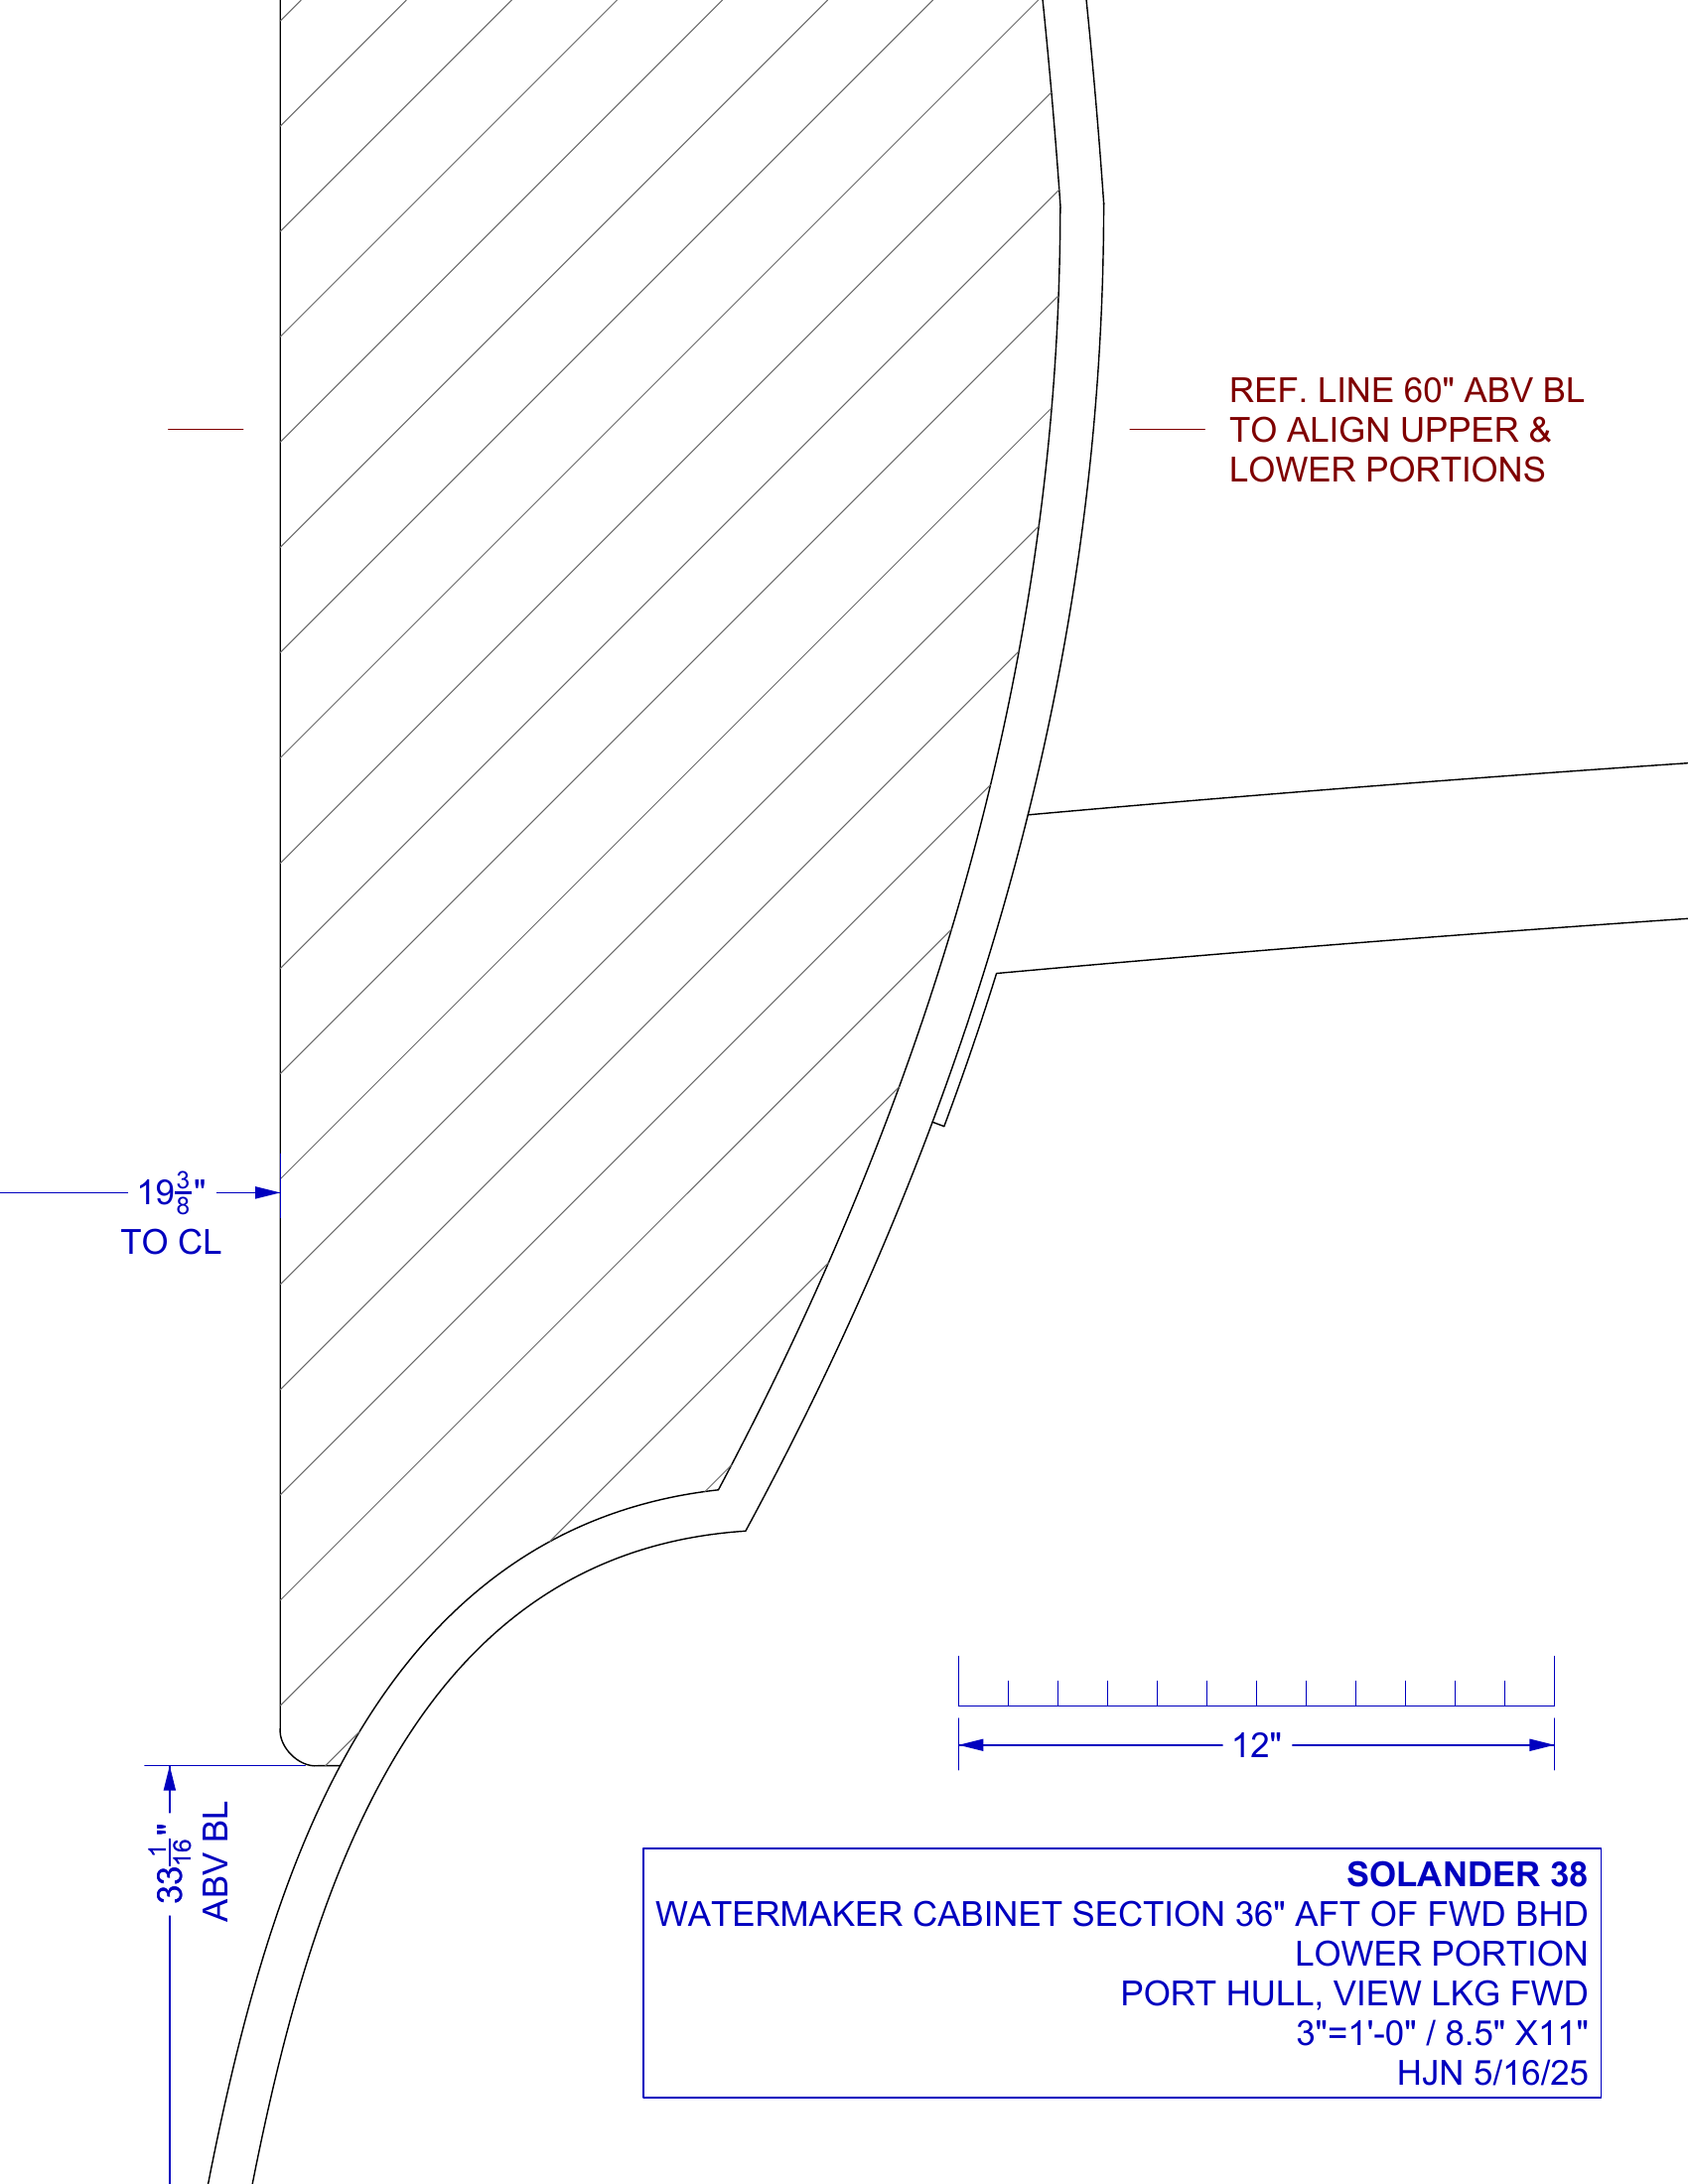 REF. LINE 60" ABV BL
TO ALIGN UPPER &
LOWER PORTIONS
19 3/8"
TO CL
12"
33 1/16"
ABV BL
SOLANDER 38
WATERMAKER CABINET SECTION 36" AFT OF FWD BHD
LOWER PORTION
PORT HULL, VIEW LKG FWD
3"=1'-0" / 8.5" X11"
HJN 5/16/25